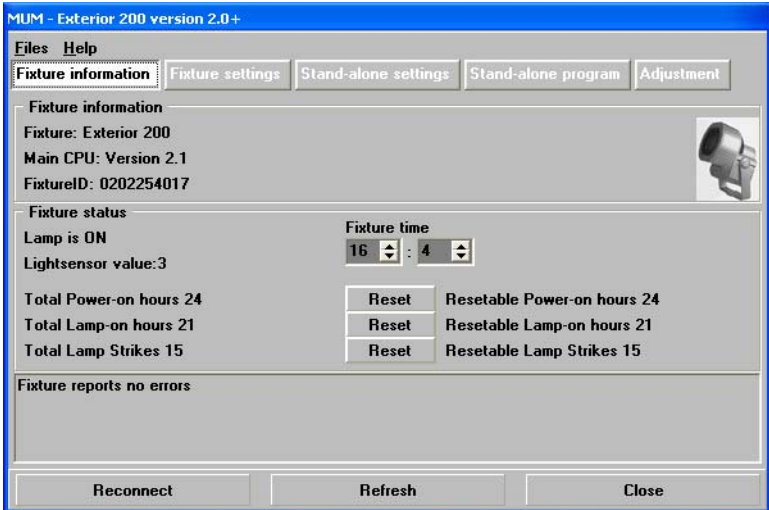 MUM - Exterior 200 version 2.0+
Files Help
Fixture information Fixture settings Stand-alone settings Stand-alone program Adjustment
Fixture information
Fixture: Exterior 200
Main CPU: Version 2.1
FixtureID: 0202254017
Fixture status
Lamp is ON
Lightsensor value:3
Fixture time
16 : 4
Total Power-on hours 24 Reset Resetable Power-on hours 24
Total Lamp-on hours 21 Reset Resetable Lamp-on hours 21
Total Lamp Strikes 15 Reset Resetable Lamp Strikes 15
Fixture reports no errors
Reconnect Refresh Close